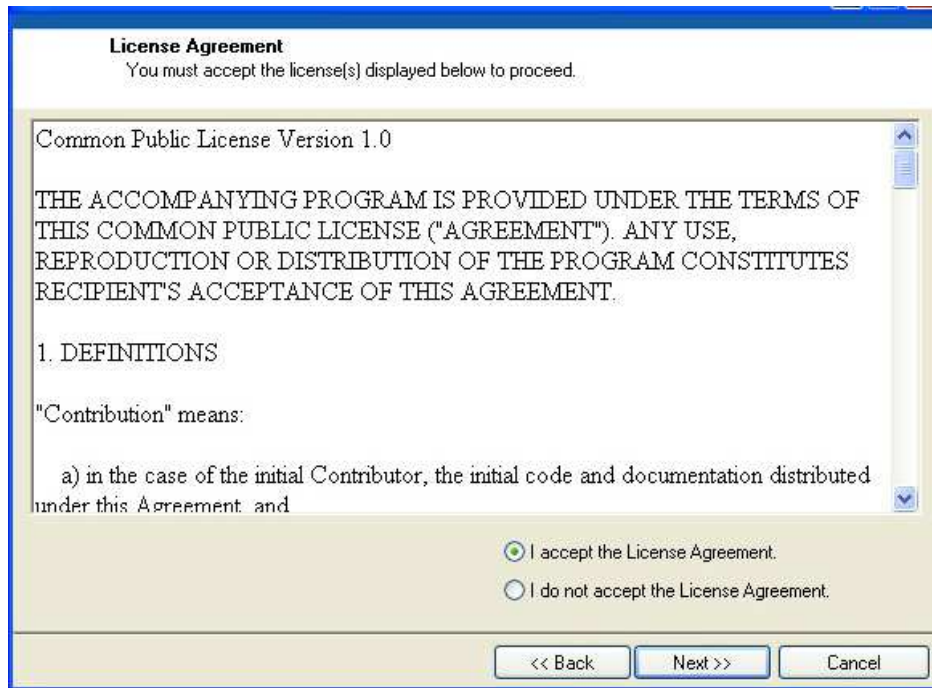 License Agreement
You must accept the license(s) displayed below to proceed.
Common Public License Version 1.0
THE ACCOMPANYING PROGRAM IS PROVIDED UNDER THE TERMS OF
THIS COMMON PUBLIC LICENSE ("AGREEMENT"). ANY USE,
REPRODUCTION OR DISTRIBUTION OF THE PROGRAM CONSTITUTES
RECIPIENT'S ACCEPTANCE OF THIS AGREEMENT.
1. DEFINITIONS
"Contribution" means:
a) in the case of the initial Contributor, the initial code and documentation distributed
under this Agreement, and
I accept the License Agreement.
I do not accept the License Agreement.
<< Back
Next >>
Cancel